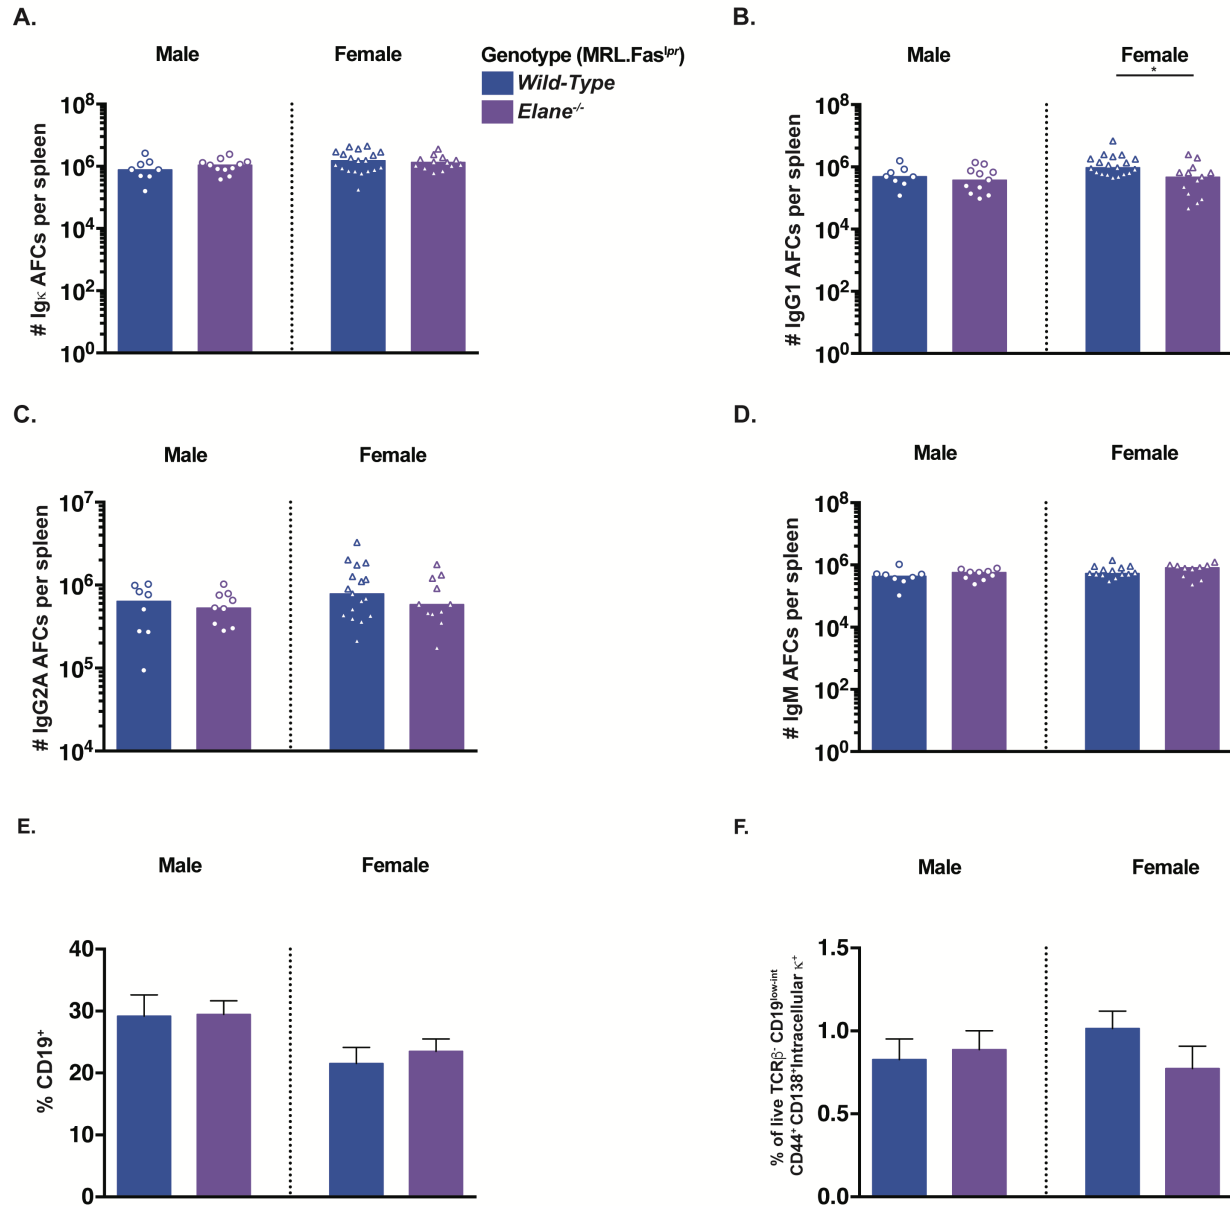 A.
Male
Female
Genotype (MRL.Fas^lpr)
Wild-Type
Elane^-/-
# Igκ AFCs per spleen
10^8
10^6
10^4
10^2
10^0
B.
Male
Female
*
# IgG1 AFCs per spleen
10^8
10^6
10^4
10^2
10^0
C.
Male
Female
# IgG2A AFCs per spleen
10^7
10^6
10^5
10^4
D.
Male
Female
# IgM AFCs per spleen
10^8
10^6
10^4
10^2
10^0
E.
Male
Female
% CD19^+
40
30
20
10
0
F.
Male
Female
% of live TCRβ^- CD19^low-int
CD44^+ CD138^+Intracellular κ^+
1.5
1.0
0.5
0.0